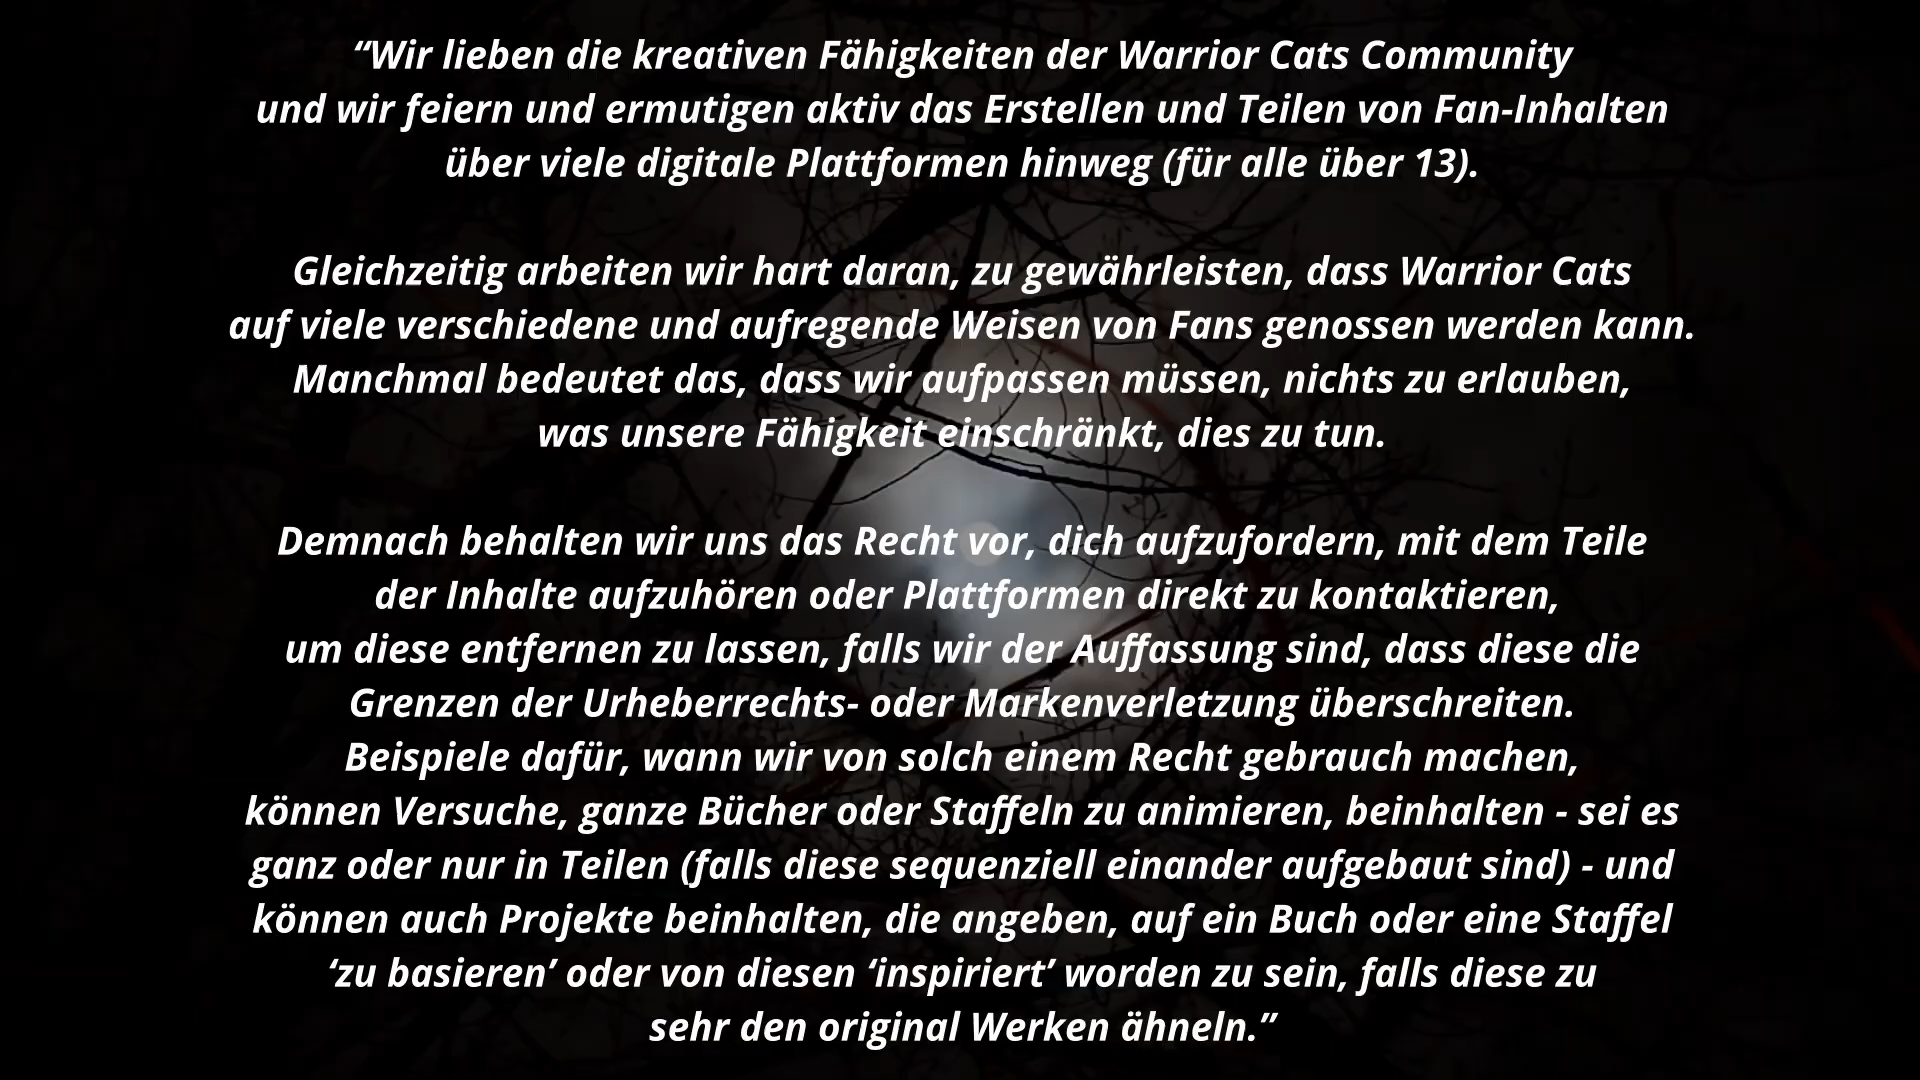 “Wir lieben die kreativen Fähigkeiten der Warrior Cats Community
und wir feiern und ermutigen aktiv das Erstellen und Teilen von Fan-Inhalten
über viele digitale Plattformen hinweg (für alle über 13).
Gleichzeitig arbeiten wir hart daran, zu gewährleisten, dass Warrior Cats
auf viele verschiedene und aufregende Weisen von Fans genossen werden kann.
Manchmal bedeutet das, dass wir aufpassen müssen, nichts zu erlauben,
was unsere Fähigkeit einschränkt, dies zu tun.
Demnach behalten wir uns das Recht vor, dich aufzufordern, mit dem Teile
der Inhalte aufzuhören oder Plattformen direkt zu kontaktieren,
um diese entfernen zu lassen, falls wir der Auffassung sind, dass diese die
Grenzen der Urheberrechts- oder Markenverletzung überschreiten.
Beispiele dafür, wann wir von solch einem Recht gebrauch machen,
können Versuche, ganze Bücher oder Staffeln zu animieren, beinhalten - sei es
ganz oder nur in Teilen (falls diese sequenziell einander aufgebaut sind) - und
können auch Projekte beinhalten, die angeben, auf ein Buch oder eine Staffel
‘zu basieren’ oder von diesen ‘inspiriert’ worden zu sein, falls diese zu
sehr den original Werken ähneln.”